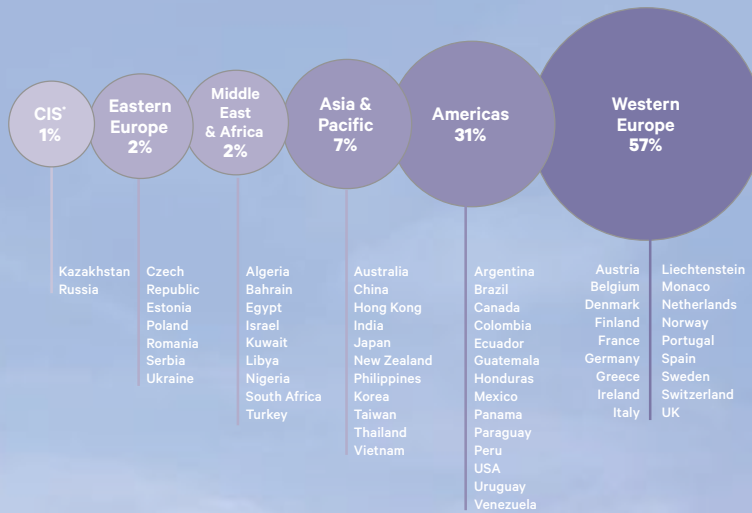 CIS*
1%
Eastern
Europe
2%
Middle
East
& Africa
2%
Asia &
Pacific
7%
Americas
31%
Western
Europe
57%
Kazakhstan
Russia
Czech
Republic
Estonia
Poland
Romania
Serbia
Ukraine
Algeria
Bahrain
Egypt
Israel
Kuwait
Libya
Nigeria
South Africa
Turkey
Australia
China
Hong Kong
India
Japan
New Zealand
Philippines
Korea
Taiwan
Thailand
Vietnam
Argentina
Brazil
Canada
Colombia
Ecuador
Guatemala
Honduras
Mexico
Panama
Paraguay
Peru
USA
Uruguay
Venezuela
Austria
Belgium
Denmark
Finland
France
Germany
Greece
Ireland
Italy
Liechtenstein
Monaco
Netherlands
Norway
Portugal
Spain
Sweden
Switzerland
UK